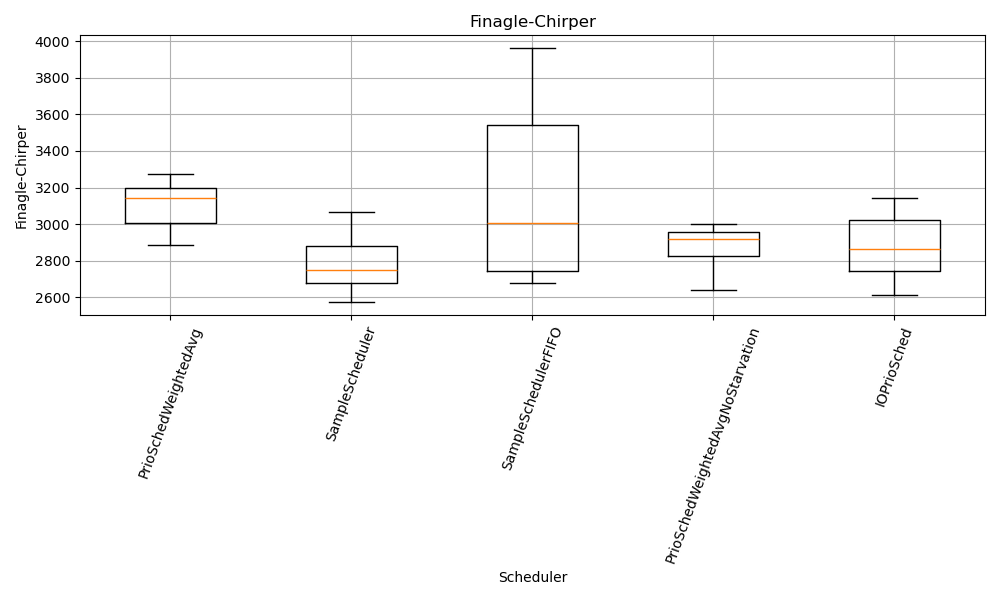 Finagle-Chirper
Finagle-Chirper
4000
3800
3600
3400
3200
3000
2800
2600
PrioSchedWeightedAvg
SampleScheduler
SampleSchedulerFIFO
PrioSchedWeightedAvgNoStarvation
IOPrioSched
Scheduler